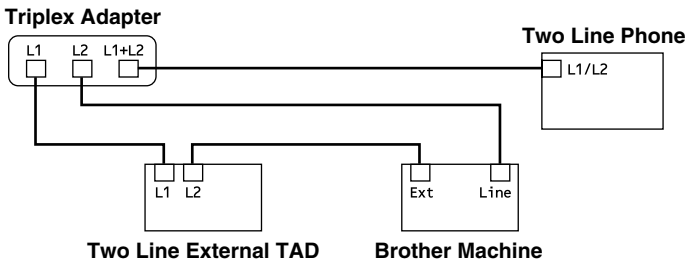 Triplex Adapter
L1 L2 L1+L2
Two Line Phone
L1/L2
L1 L2
Ext Line
Two Line External TAD
Brother Machine